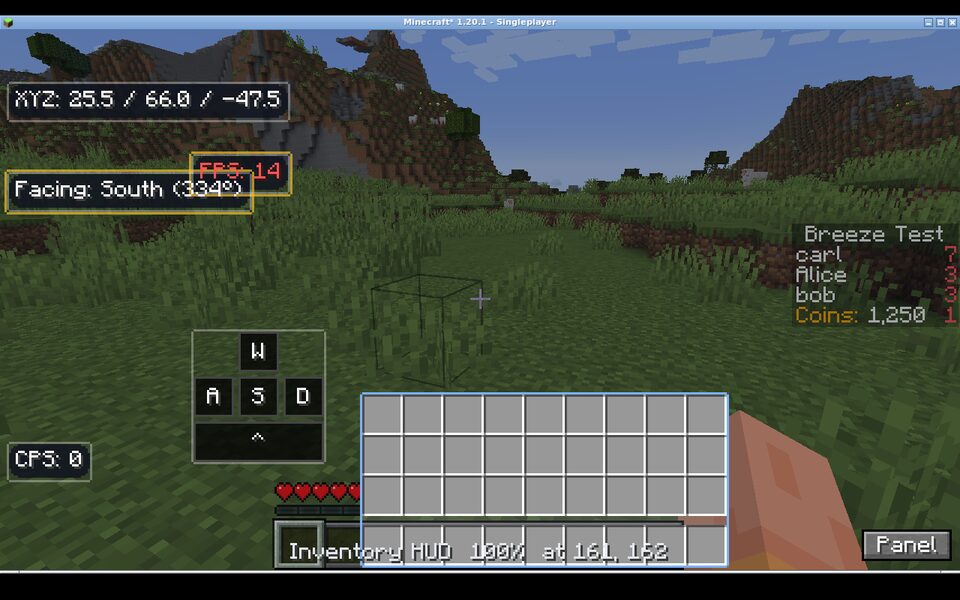 Minecraft* 1.20.1 - Singleplayer
XYZ: 25.5 / 66.0 / -47.5
FPS: 14
Facing: South (334º)
Breeze Test
carl 7
Alice 3
bob 3
Coins: 1,250 1
W
A S D
^
CPS: 0
Inventory HUD 100% at 161, 162
Panel